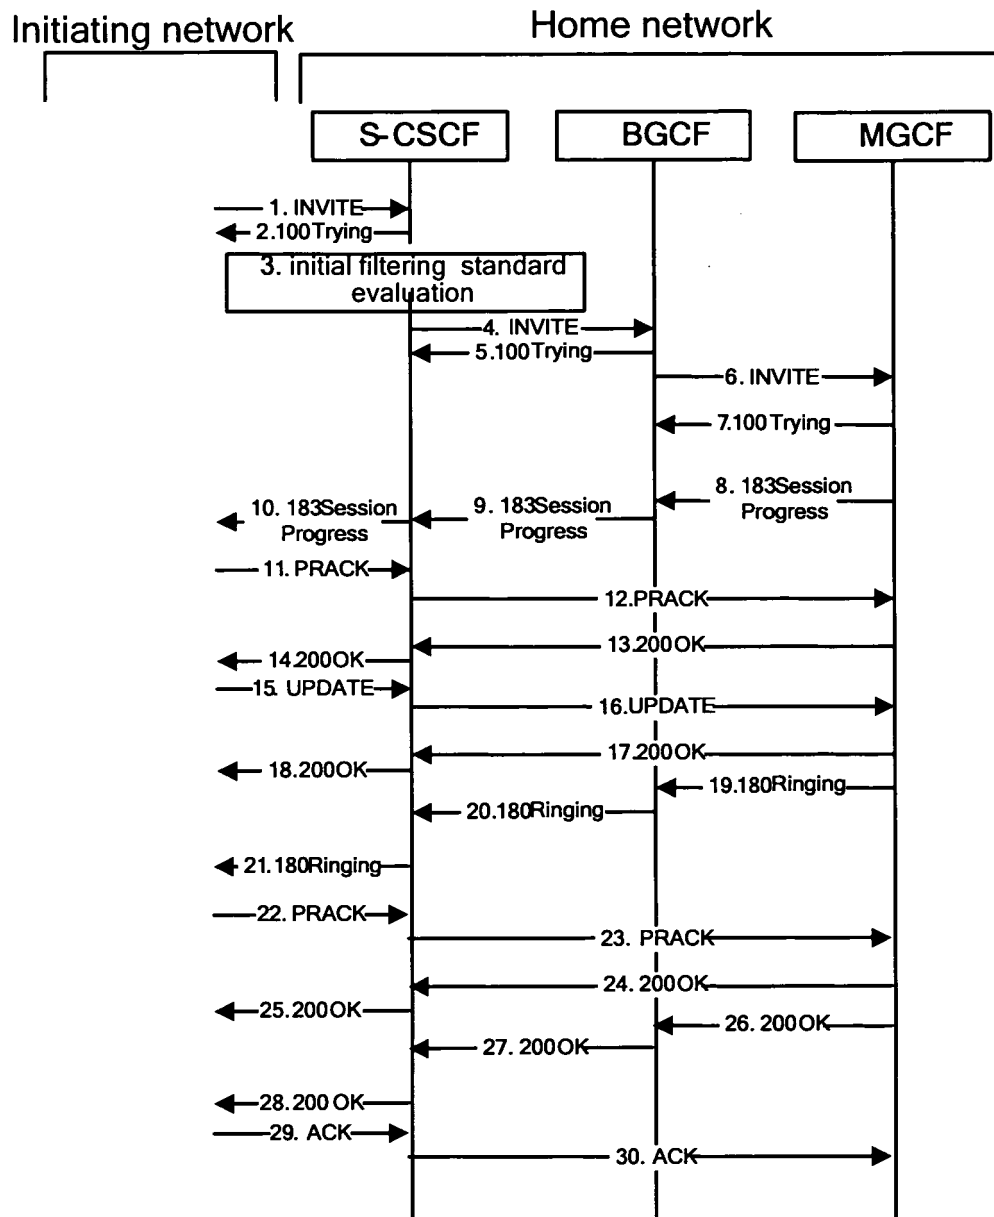 Initiating network
Home network
S-CSCF
BGCF
MGCF
1. INVITE
2.100Trying
3. initial filtering standard
evaluation
4. INVITE
5.100Trying
6. INVITE
7.100 Trying
8. 183Session
Progress
9. 183Session
Progress
10. 183Session
Progress
11. PRACK
12.PRACK
13.200OK
14.200OK
15. UPDATE
16.UPDATE
17.200OK
18.200OK
19.180Ringing
20.180Ringing
21.180Ringing
22. PRACK
23. PRACK
24. 200OK
25.200OK
26. 200OK
27. 200OK
28.200 OK
29. ACK
30. ACK